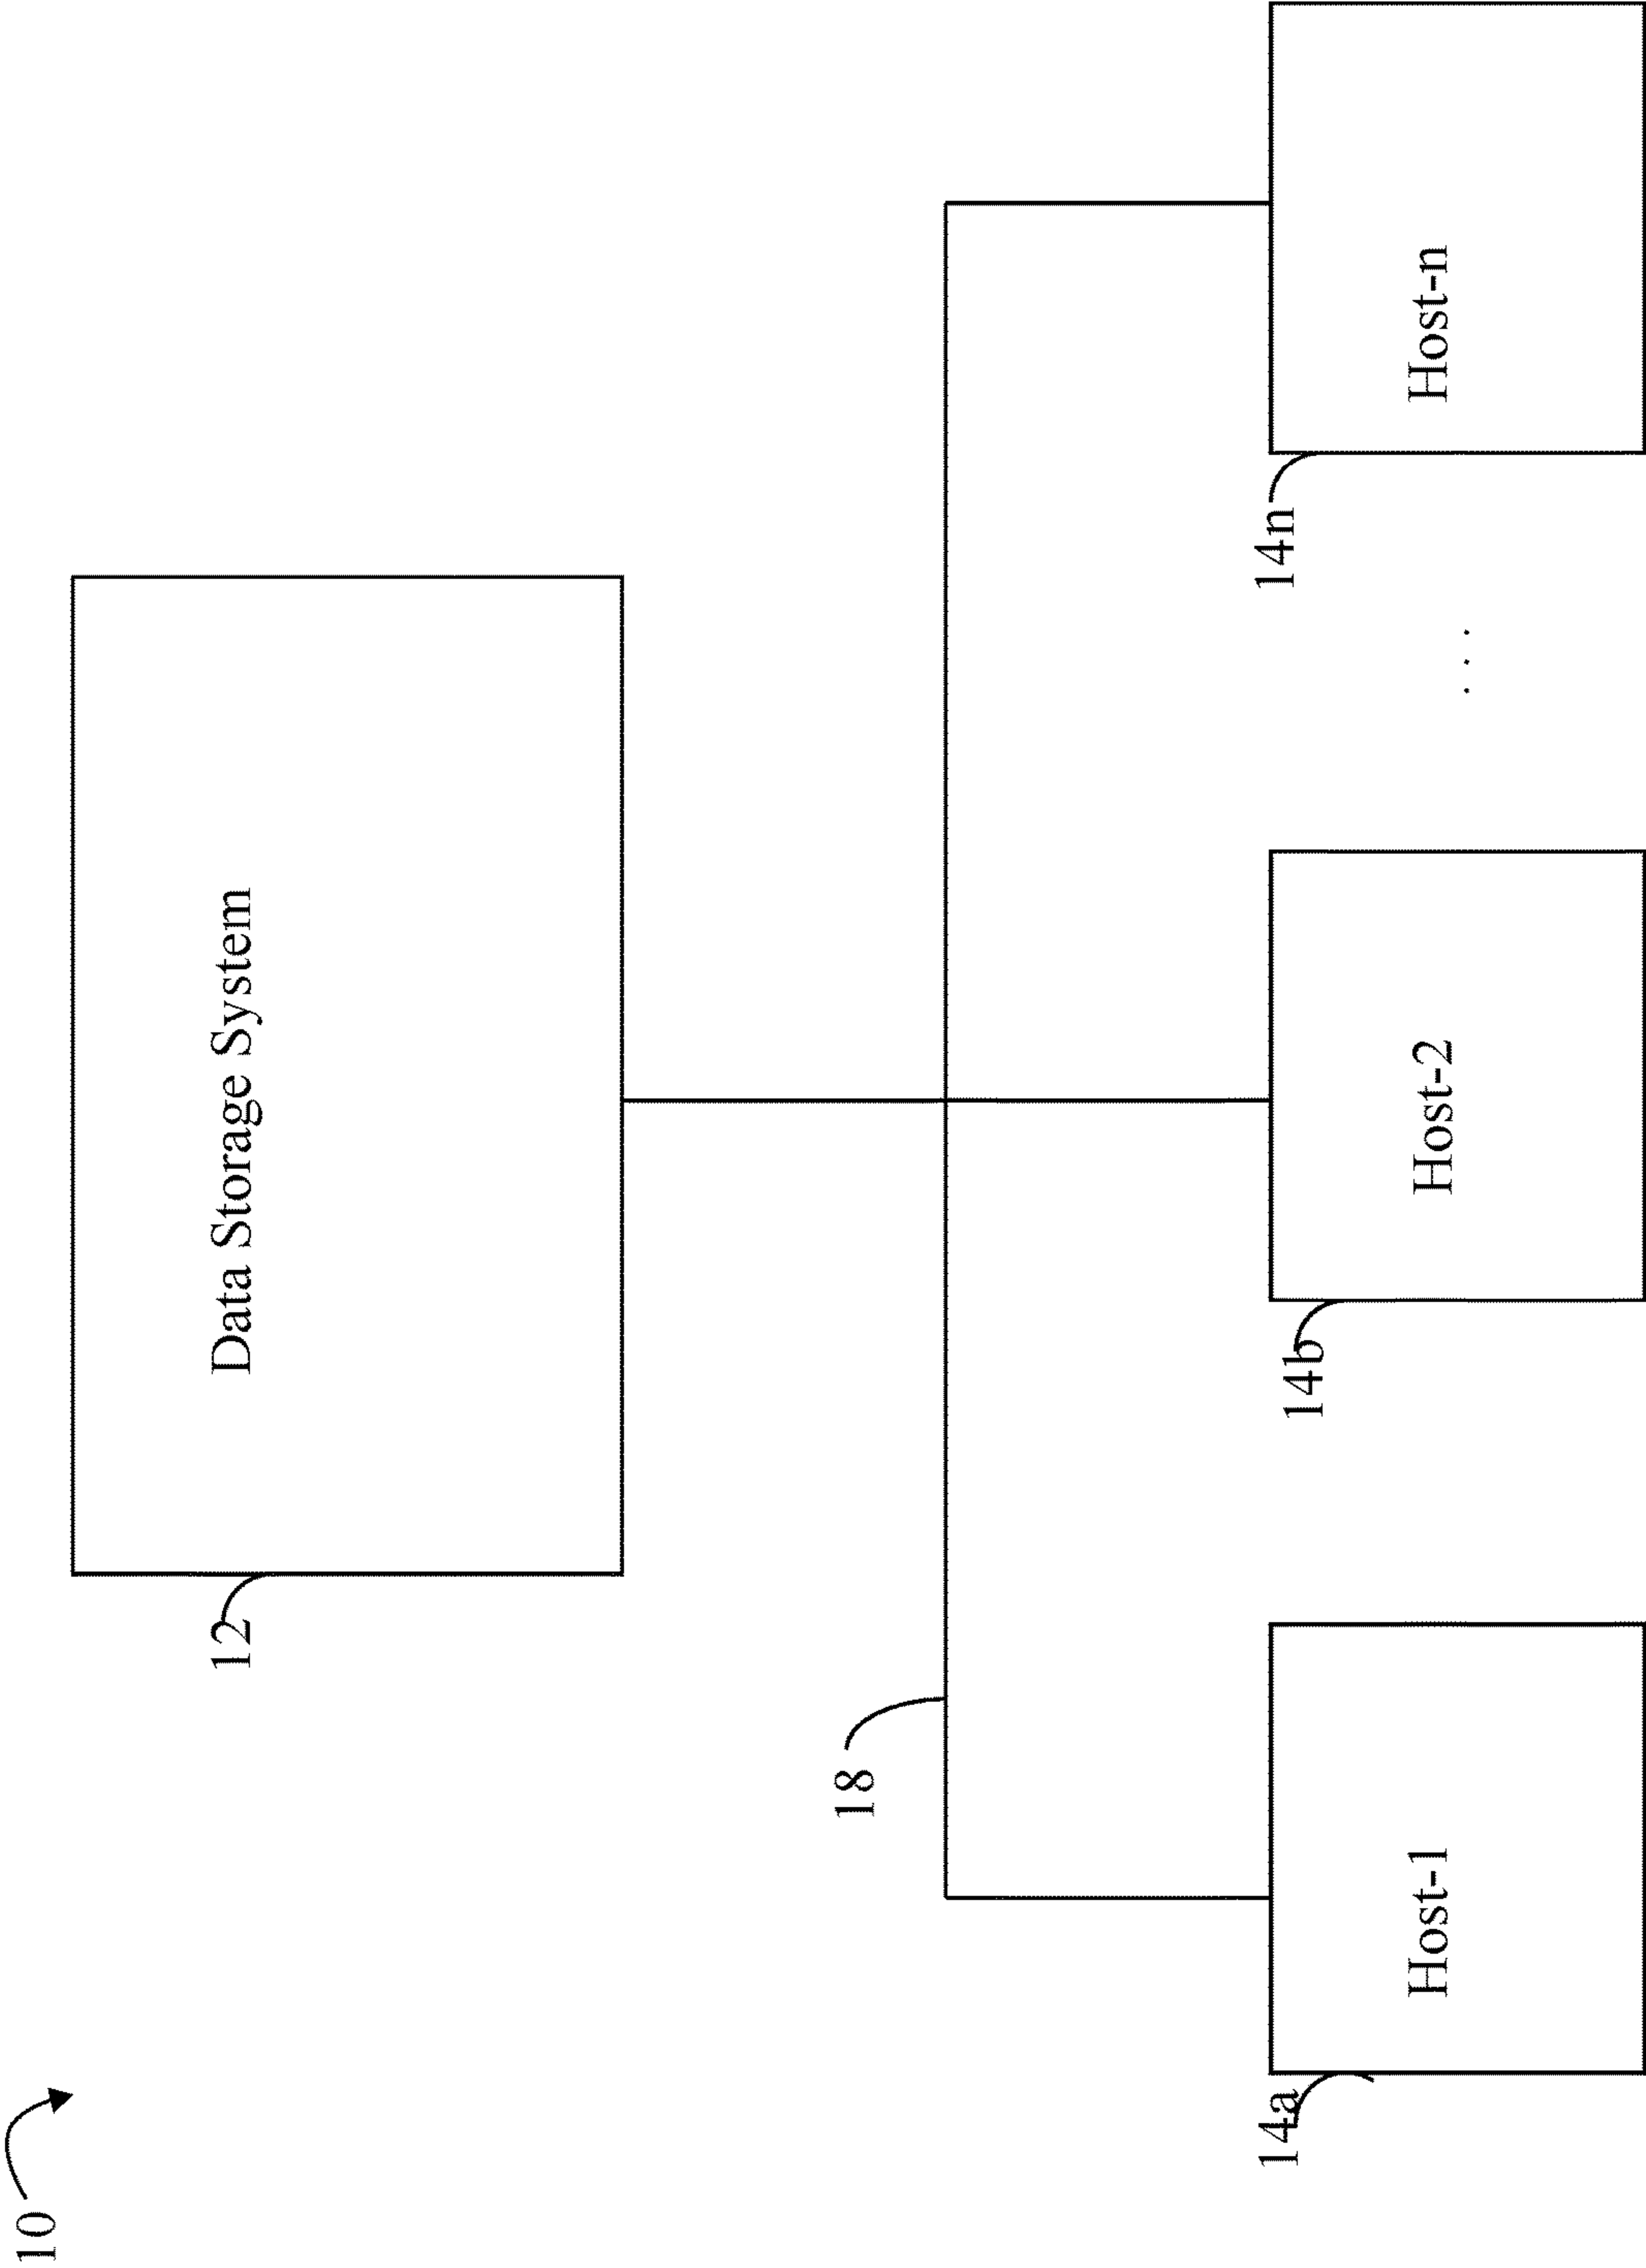 10
12
Data Storage System
18
14a
Host-1
14b
Host-2
. . .
14n
Host-n